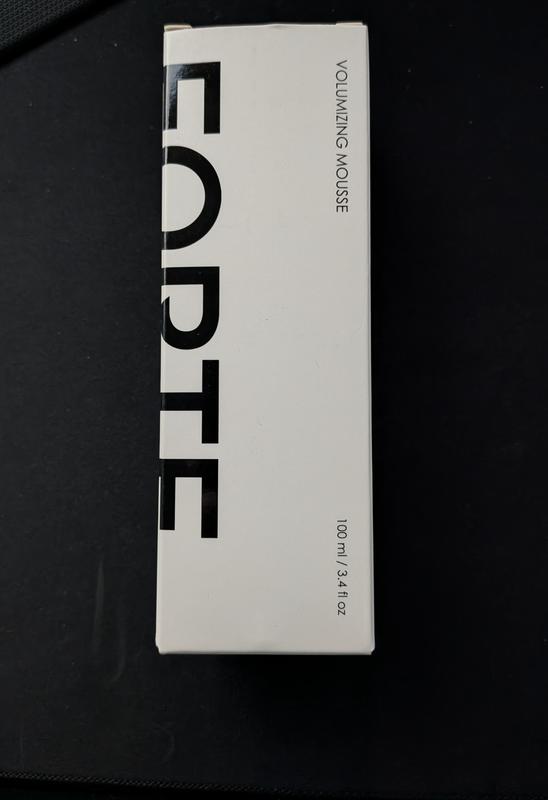 VOLUMIZING MOUSSE
100 ml / 3.4 fl oz
FORTE